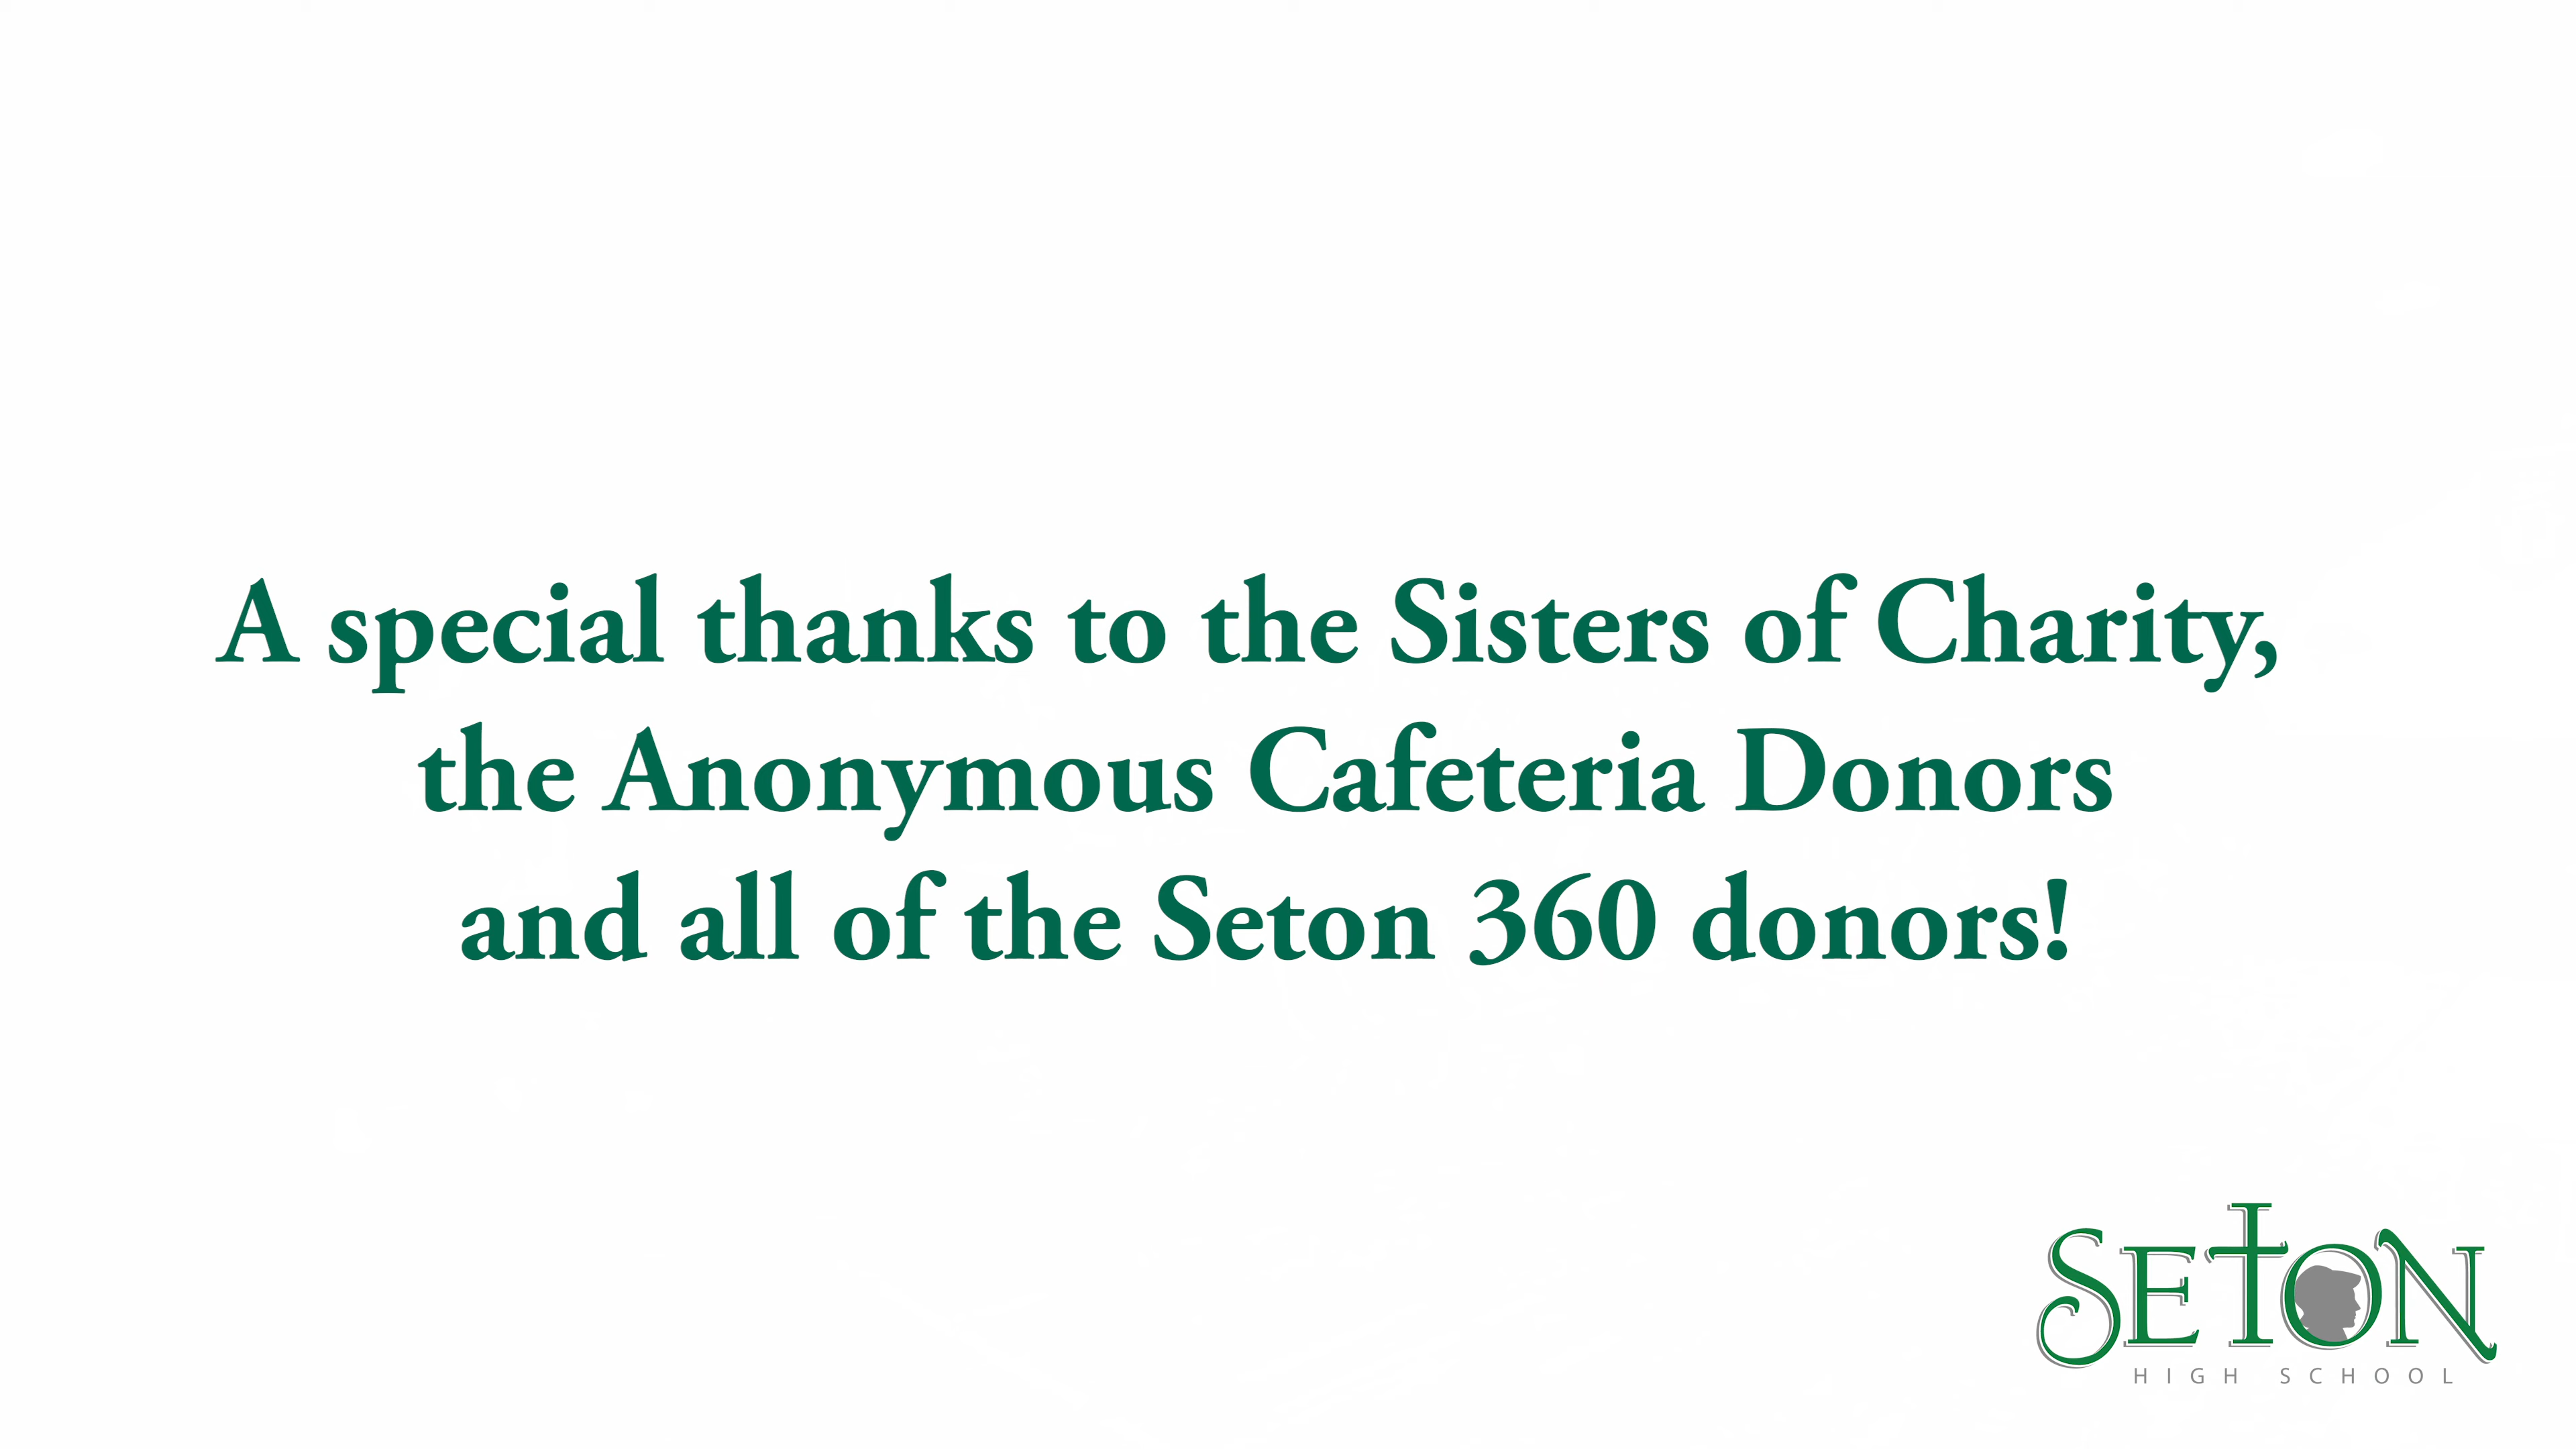 A special thanks to the Sisters of Charity,
the Anonymous Cafeteria Donors
and all of the Seton 360 donors!
SETON
HIGH SCHOOL